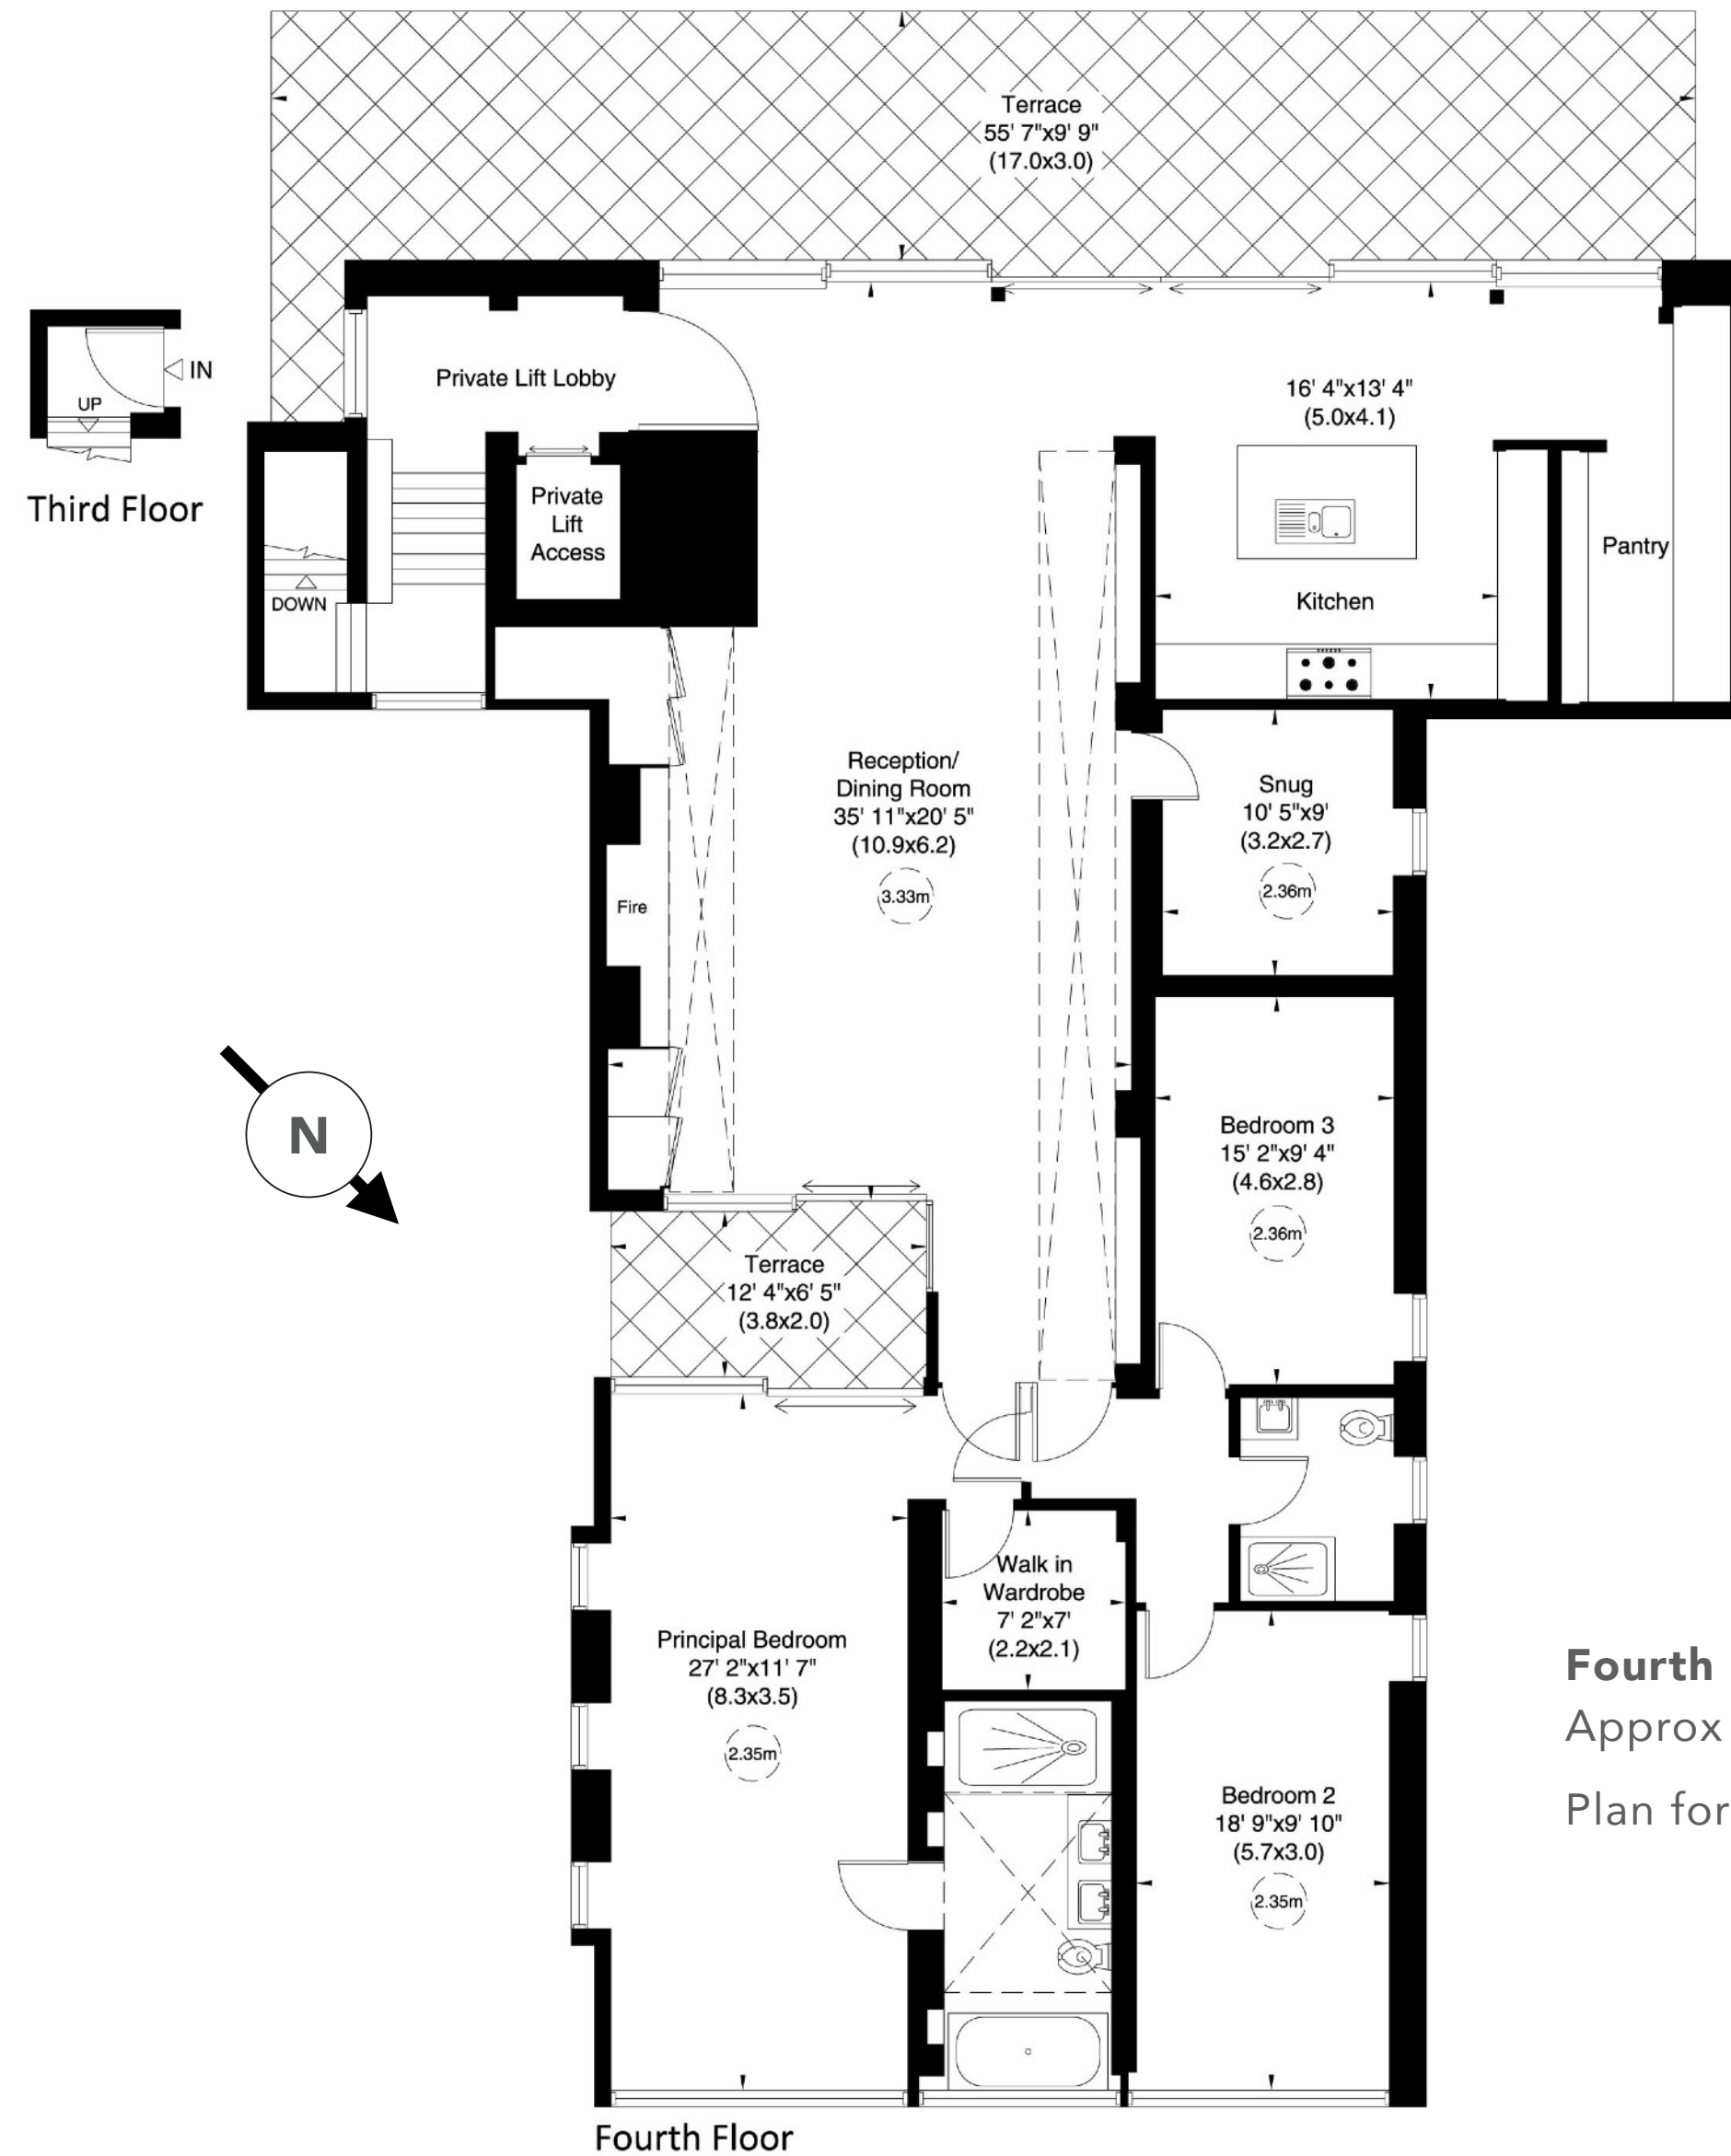 Terrace
55' 7"x9' 9"
(17.0x3.0)
IN
UP
Third Floor
Private Lift Lobby
16' 4"x13' 4"
(5.0x4.1)
Private
Lift
Access
Pantry
DOWN
Kitchen
Reception/
Dining Room
35' 11"x20' 5"
(10.9x6.2)
3.33m
Snug
10' 5"x9'
(3.2x2.7)
2.36m
Fire
N
Bedroom 3
15' 2"x9' 4"
(4.6x2.8)
2.36m
Terrace
12' 4"x6' 5"
(3.8x2.0)
Walk in
Wardrobe
7' 2"x7'
(2.2x2.1)
Principal Bedroom
27' 2"x11' 7"
(8.3x3.5)
2.35m
Bedroom 2
18' 9"x9' 10"
(5.7x3.0)
2.35m
Fourth
Approx
Plan for
Fourth Floor